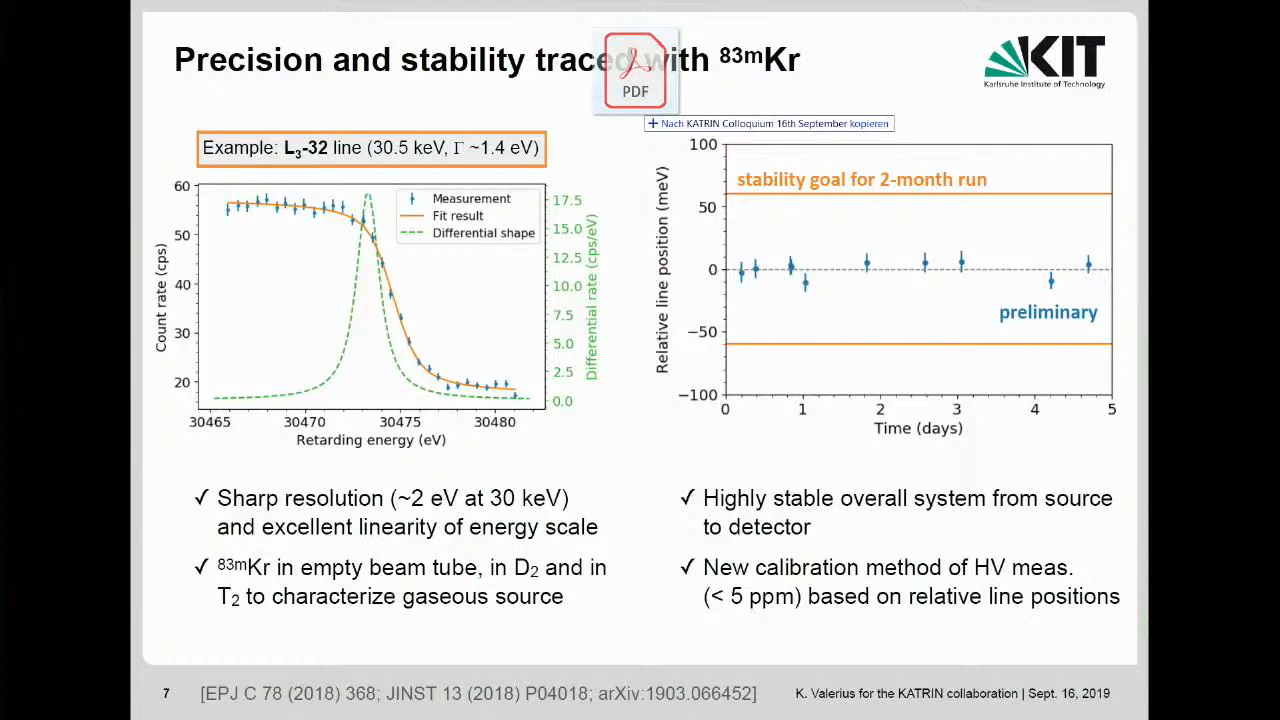 Precision and stability traced with 83mKr
PDF
KIT
Karlsruhe Institute of Technology
+ Nach KATRIN Colloquium 16th September kopieren
Example: L3-32 line (30.5 keV, Γ ~1.4 eV)
60
50
40
30
20
Count rate (cps)
Measurement
Fit result
Differential shape
17.5
15.0
12.5
10.0
7.5
5.0
2.5
0.0
Differential rate (cps/eV)
30465 30470 30475 30480
Retarding energy (eV)
100
50
0
−50
−100
Relative line position (meV)
stability goal for 2-month run
preliminary
0 1 2 3 4 5
Time (days)
✓ Sharp resolution (~2 eV at 30 keV)
and excellent linearity of energy scale
✓ 83mKr in empty beam tube, in D2 and in
T2 to characterize gaseous source
✓ Highly stable overall system from source
to detector
✓ New calibration method of HV meas.
(< 5 ppm) based on relative line positions
7 [EPJ C 78 (2018) 368; JINST 13 (2018) P04018; arXiv:1903.066452] K. Valerius for the KATRIN collaboration | Sept. 16, 2019